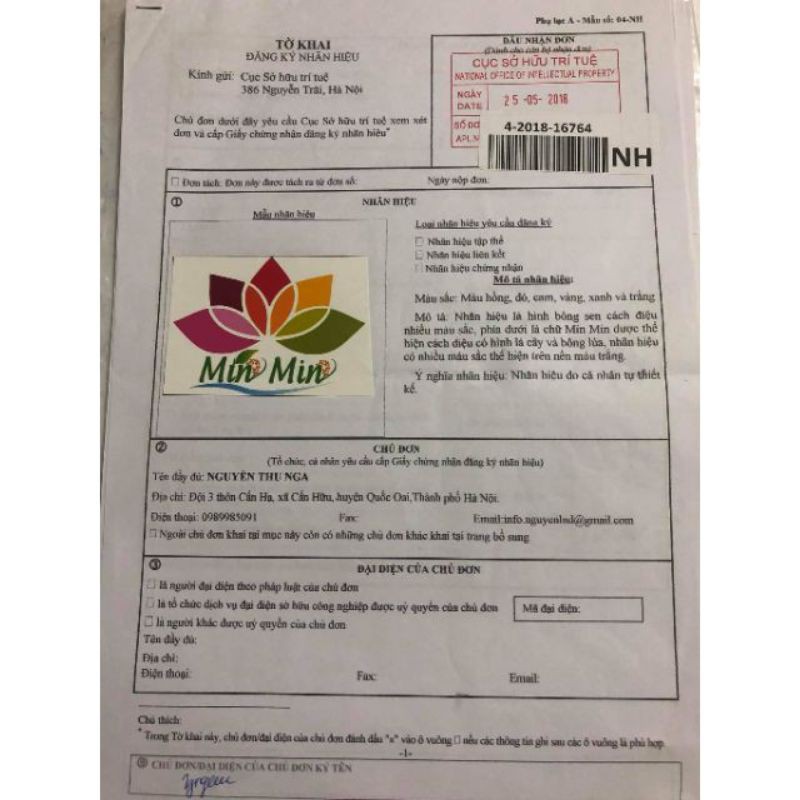 Phụ lục A - Mẫu số: 04-NH
TỜ KHAI
ĐĂNG KÝ NHÃN HIỆU
Kính gửi: Cục Sở hữu trí tuệ
386 Nguyễn Trãi, Hà Nội
Chủ đơn dưới đây yêu cầu Cục Sở hữu trí tuệ xem xét
đơn và cấp Giấy chứng nhận đăng ký nhãn hiệu*
DẤU NHẬN ĐƠN
(Dành cho cán bộ nhận đơn)
CỤC SỞ HỮU TRÍ TUỆ
NATIONAL OFFICE OF INTELLECTUAL PROPERTY
NGÀY
DATE
25-05-2018
SỐ ĐƠ
APL.N
4-2018-16764
NH
Đơn tách: Đơn này được tách ra từ đơn số:
Ngày nộp đơn:
① NHÃN HIỆU
Mẫu nhãn hiệu
Min Min
Loại nhãn hiệu yêu cầu đăng ký
Nhãn hiệu tập thể
Nhãn hiệu liên kết
Nhãn hiệu chứng nhận
Mô tả nhãn hiệu:
Màu sắc: Màu hồng, đỏ, cam, vàng, xanh và trắng
Mô tả: Nhãn hiệu là hình bông sen cách điệu
nhiều màu sắc, phía dưới là chữ Min Min được thể
hiện cách điệu có hình lá cây và bông lúa, nhãn hiệu
có nhiều màu sắc thể hiện trên nền màu trắng.
Ý nghĩa nhãn hiệu: Nhãn hiệu do cá nhân tự thiết
kế.
② CHỦ ĐƠN
(Tổ chức, cá nhân yêu cầu cấp Giấy chứng nhận đăng ký nhãn hiệu)
Tên đầy đủ: NGUYỄN THU NGA
Địa chỉ: Đội 3 thôn Cấn Hạ, xã Cấn Hữu, huyện Quốc Oai,Thành phố Hà Nội.
Điện thoại: 0989985091 Fax: Email:info.nguyenlnd@gmail.com
Ngoài chủ đơn khai tại mục này còn có những chủ đơn khác khai tại trang bổ sung
③ ĐẠI DIỆN CỦA CHỦ ĐƠN
là người đại diện theo pháp luật của chủ đơn
là tổ chức dịch vụ đại diện sở hữu công nghiệp được uỷ quyền của chủ đơn
Mã đại diện:
là người khác được uỷ quyền của chủ đơn
Tên đầy đủ:
Địa chỉ:
Điện thoại: Fax: Email:
Chú thích:
* Trong Tờ khai này, chủ đơn/đại diện của chủ đơn đánh dấu "x" vào ô vuông □ nếu các thông tin ghi sau các ô vuông là phù hợp.
-1-
CHỦ ĐƠN/ĐẠI DIỆN CỦA CHỦ ĐƠN KÝ TÊN